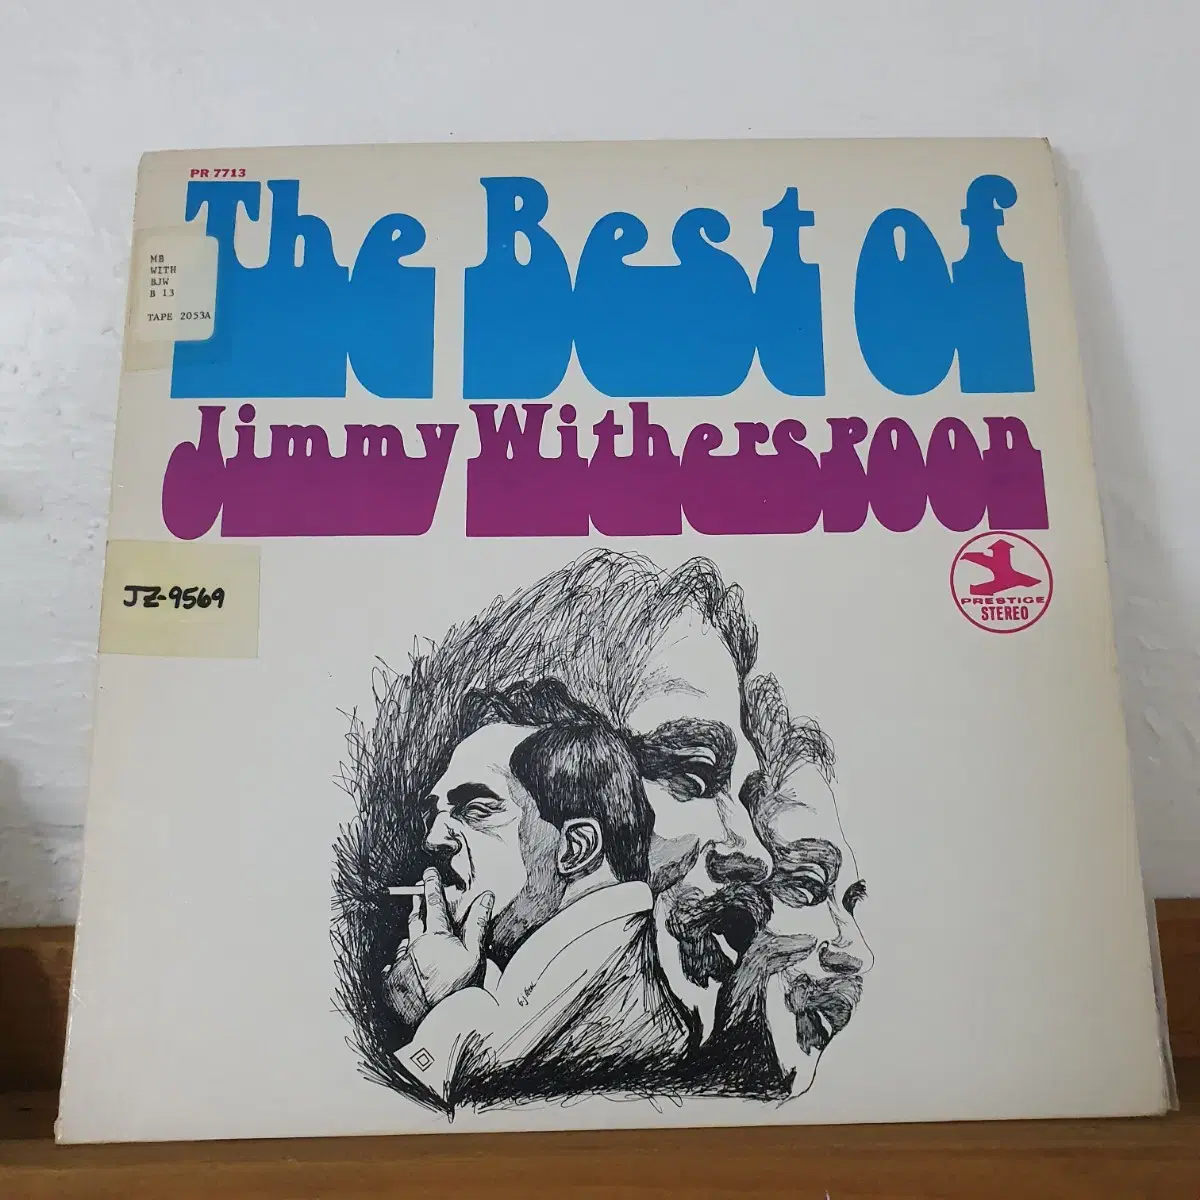 PR 7713
The Best of
MB
WITH
BJW
B 13
TAPE 2053A
Jimmy Witherspoon
PRESTIGE
STEREO
JZ-9569